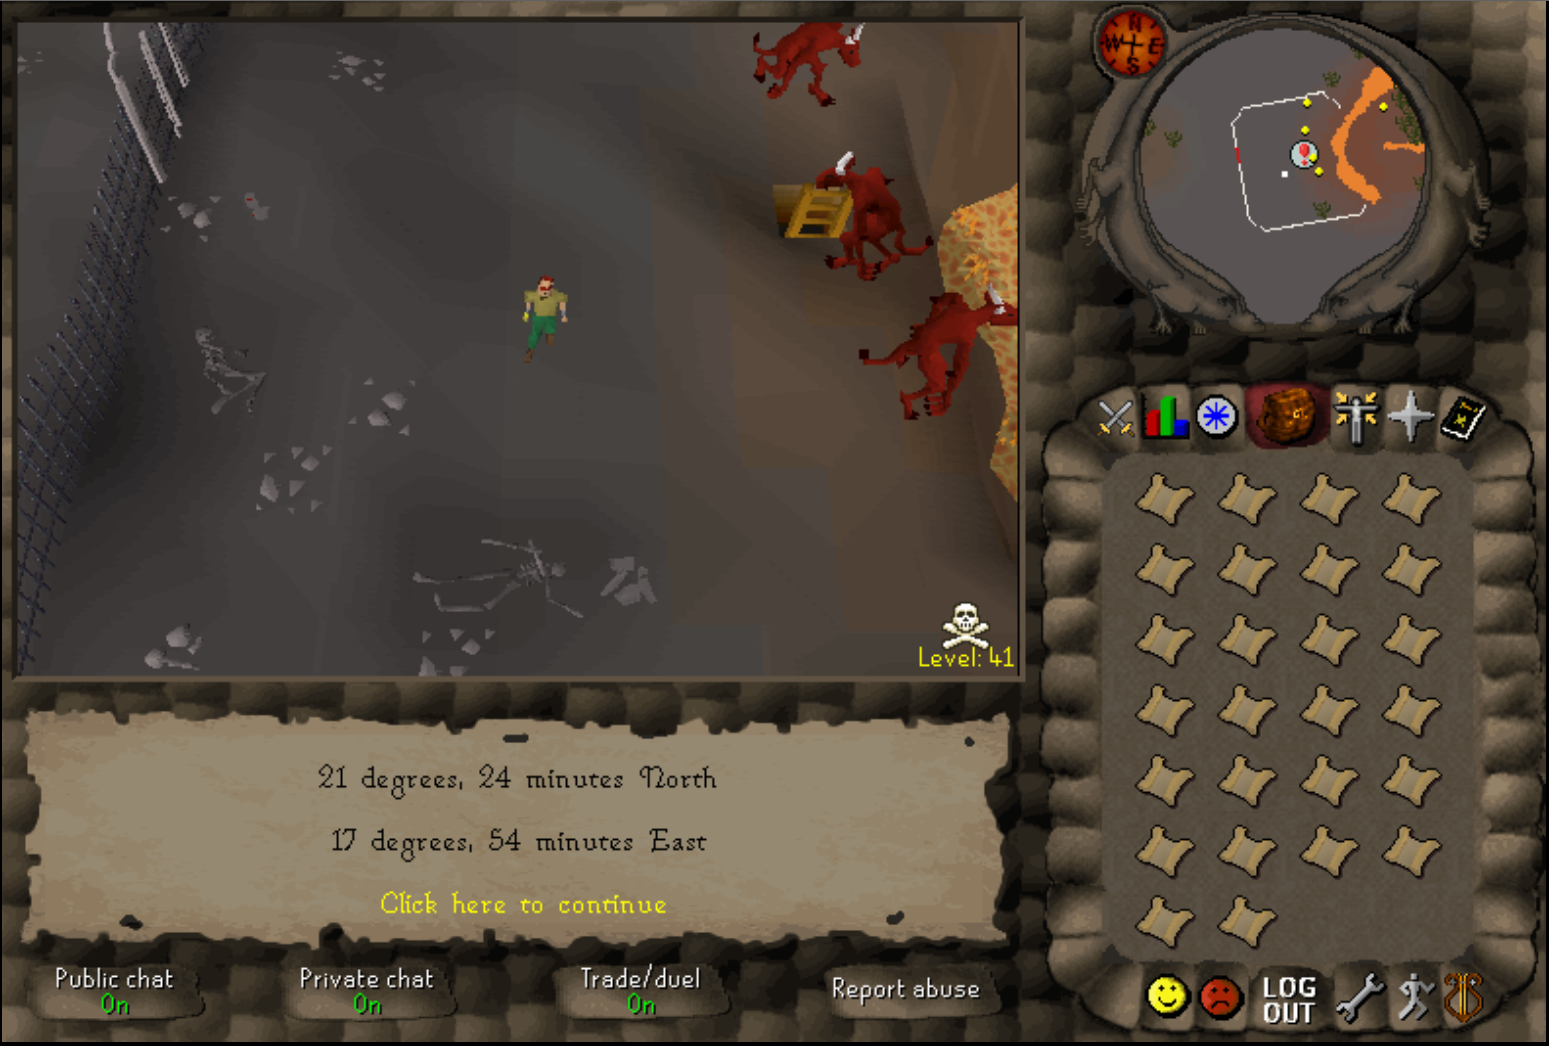 N
W E
S
Level: 41
21 degrees, 24 minutes North
17 degrees, 54 minutes East
Click here to continue
Public chat
On
Private chat
On
Trade/duel
On
Report abuse
LOG
OUT